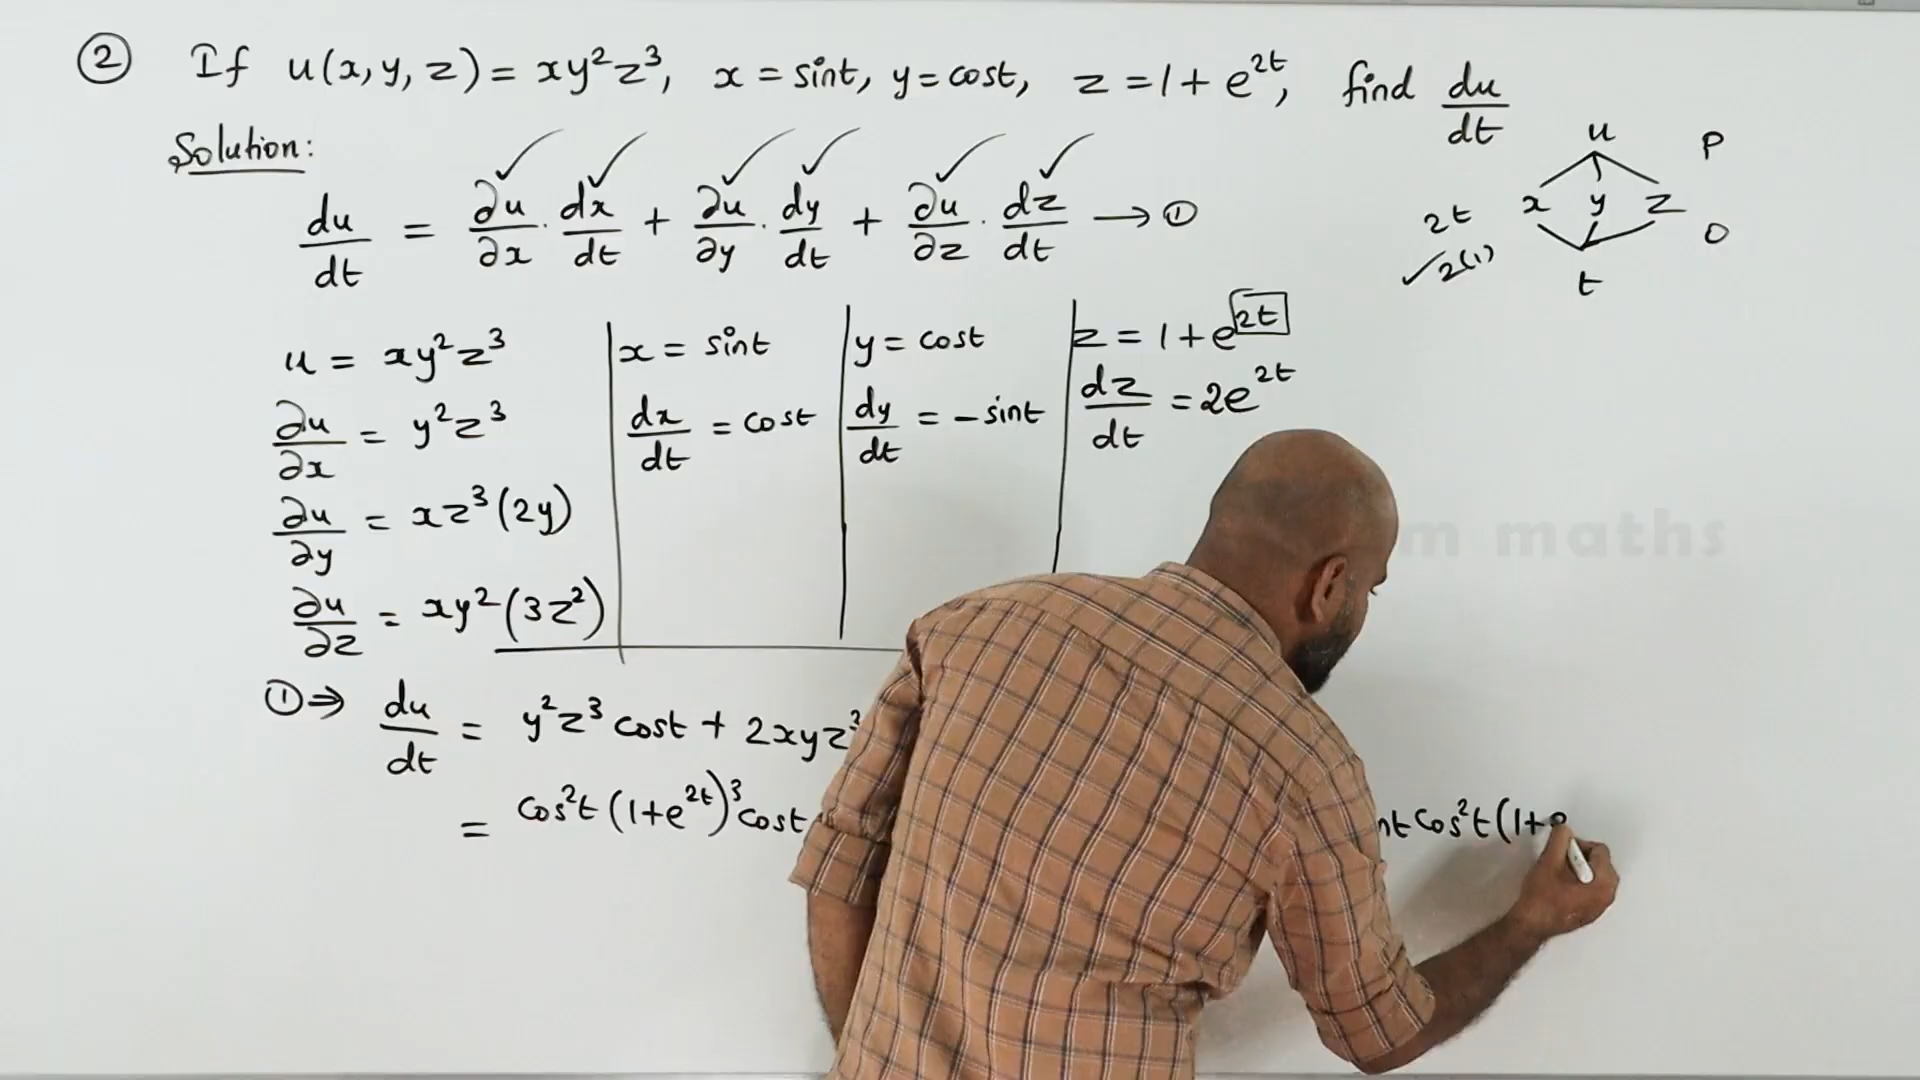 ② If u(x, y, z) = xy²z³, x = sint, y = cost, z = 1 + e^{2t}, find du/dt
Solution:
du/dt = ∂u/∂x · dx/dt + ∂u/∂y · dy/dt + ∂u/∂z · dz/dt → ①
u
x y z
t
P
O
2t
2(1)
u = xy²z³
∂u/∂x = y²z³
∂u/∂y = xz³(2y)
∂u/∂z = xy²(3z²)
x = sint
dx/dt = cost
y = cost
dy/dt = -sint
z = 1 + e^{2t}
dz/dt = 2e^{2t}
m maths
① ⇒ du/dt = y²z³ cost + 2xyz³
= cos²t (1+e^{2t})³ cost nt cos²t (1+e